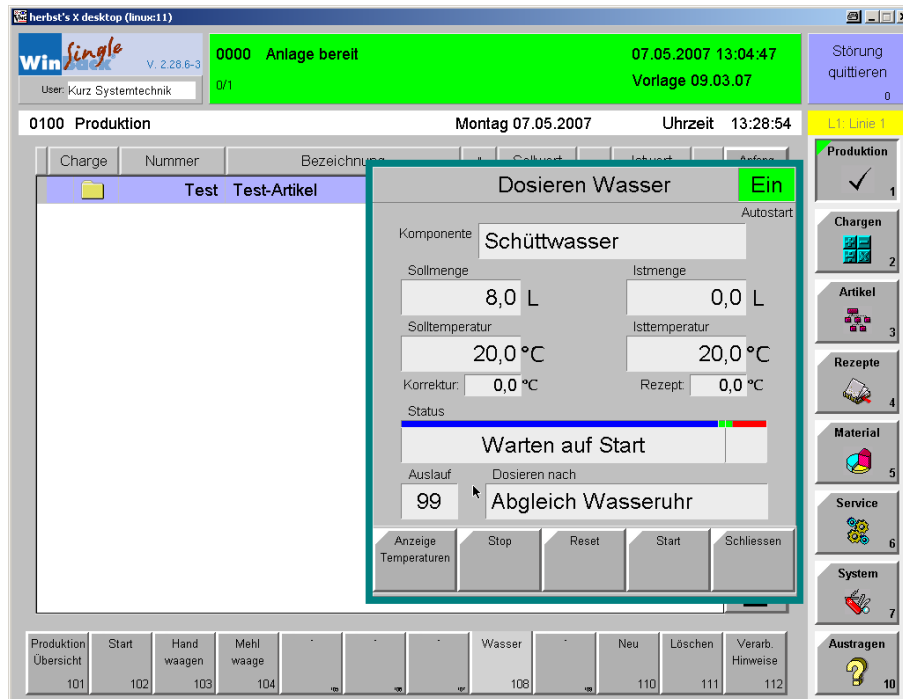 herbst's X desktop (linux:11)
WinSingle
V. 2.28.6-3
User: Kurz Systemtechnik
0000 Anlage bereit
07.05.2007 13:04:47
0/1
Vorlage 09.03.07
Störung
quittieren
0
0100 Produktion
Montag 07.05.2007
Uhrzeit 13:28:54
L1: Linie 1
Charge Nummer Bezeichnung
Test Test-Artikel
Dosieren Wasser
Ein
Autostart
Komponente
Schüttwasser
Sollmenge
Istmenge
8,0 L
0,0 L
Solltemperatur
Isttemperatur
20,0 °C
20,0 °C
Korrektur: 0,0 °C
Rezept: 0,0 °C
Status
Warten auf Start
Auslauf
Dosieren nach
99
Abgleich Wasseruhr
Anzeige
Temperaturen
Stop
Reset
Start
Schliessen
Produktion
1
Chargen
2
Artikel
3
Rezepte
4
Material
5
Service
6
System
7
Austragen
10
Produktion
Übersicht
101
Start
102
Hand
waagen
103
Mehl
waage
104
Wasser
108
Neu
110
Löschen
111
Verarb.
Hinweise
112